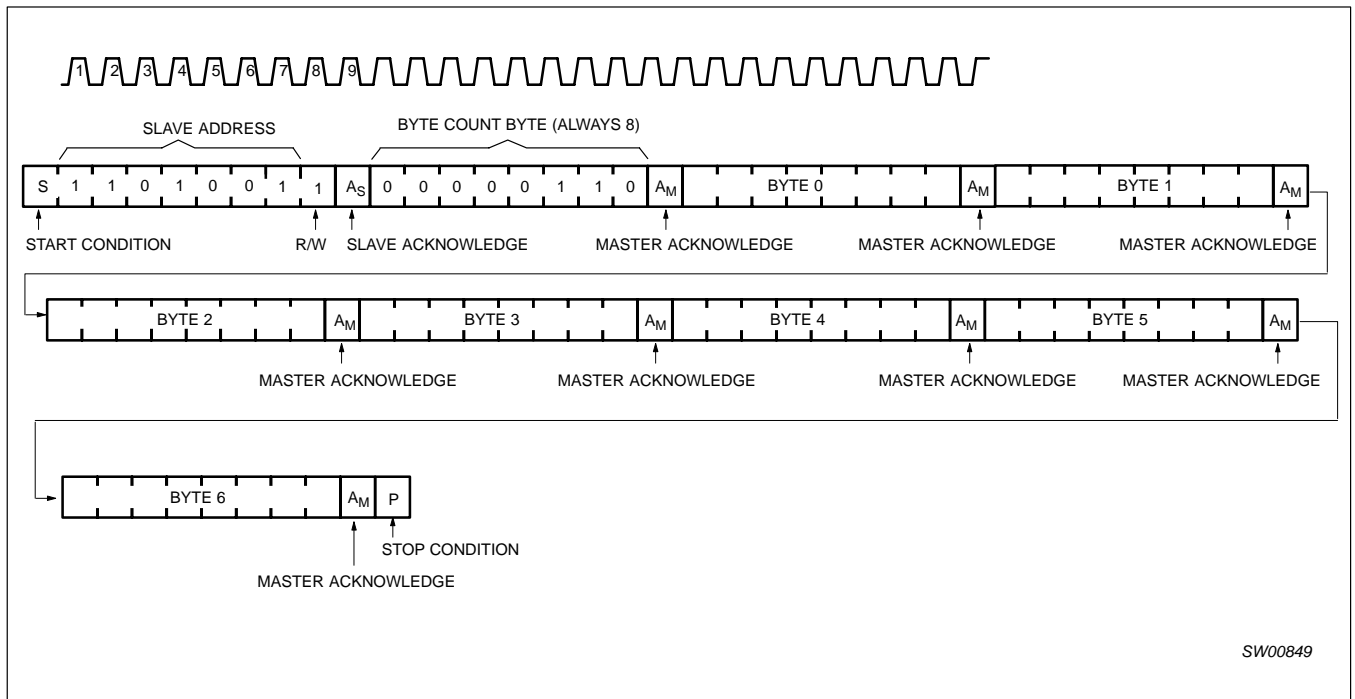 1 2 3 4 5 6 7 8 9
SLAVE ADDRESS BYTE COUNT BYTE (ALWAYS 8)
S 1 1 0 1 0 0 1 1 AS 0 0 0 0 0 1 1 0 AM BYTE 0 AM BYTE 1 AM
START CONDITION R/W SLAVE ACKNOWLEDGE MASTER ACKNOWLEDGE MASTER ACKNOWLEDGE MASTER ACKNOWLEDGE
BYTE 2 AM BYTE 3 AM BYTE 4 AM BYTE 5 AM
MASTER ACKNOWLEDGE MASTER ACKNOWLEDGE MASTER ACKNOWLEDGE MASTER ACKNOWLEDGE
BYTE 6 AM P
STOP CONDITION
MASTER ACKNOWLEDGE
SW00849